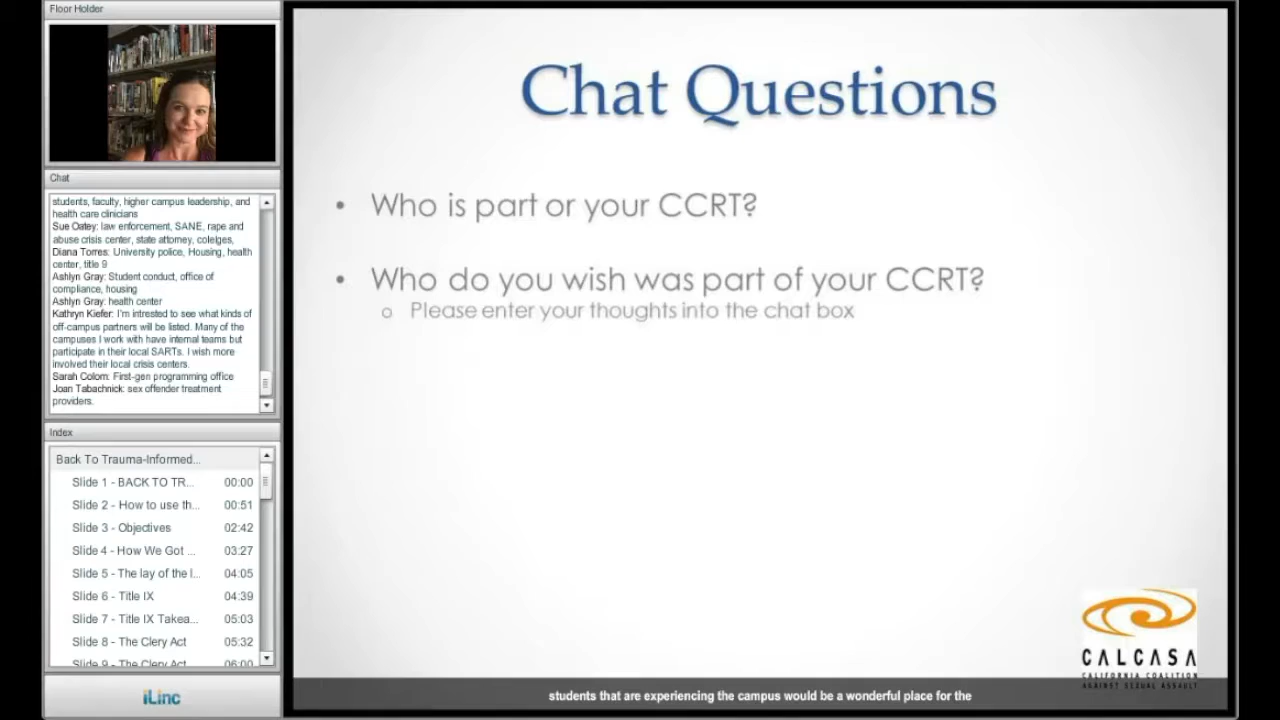 Floor Holder
Chat
students, faculty, higher campus leadership, and
health care clinicians
Sue Oatey: law enforcement, SANE, rape and
abuse crisis center, state attorney, colelges,
Diana Torres: University police, Housing, health
center, title 9
Ashlyn Gray: Student conduct, office of
compliance, housing
Ashlyn Gray: health center
Kathryn Kiefer: I'm intrested to see what kinds of
off-campus partners will be listed. Many of the
campuses I work with have internal teams but
participate in their local SARTs. I wish more
involved their local crisis centers.
Sarah Colom: First-gen programming office
Joan Tabachnick: sex offender treatment
providers.
Index
Back To Trauma-Informed...
Slide 1 - BACK TO TR... 00:00
Slide 2 - How to use th... 00:51
Slide 3 - Objectives 02:42
Slide 4 - How We Got ... 03:27
Slide 5 - The lay of the l... 04:05
Slide 6 - Title IX 04:39
Slide 7 - Title IX Takea... 05:03
Slide 8 - The Clery Act 05:32
Slide 9 - The Clery Act 06:00
iLinc
Chat Questions
• Who is part or your CCRT?
• Who do you wish was part of your CCRT?
o Please enter your thoughts into the chat box
CALCASA
CALIFORNIA COALITION
AGAINST SEXUAL ASSAULT
students that are experiencing the campus would be a wonderful place for the